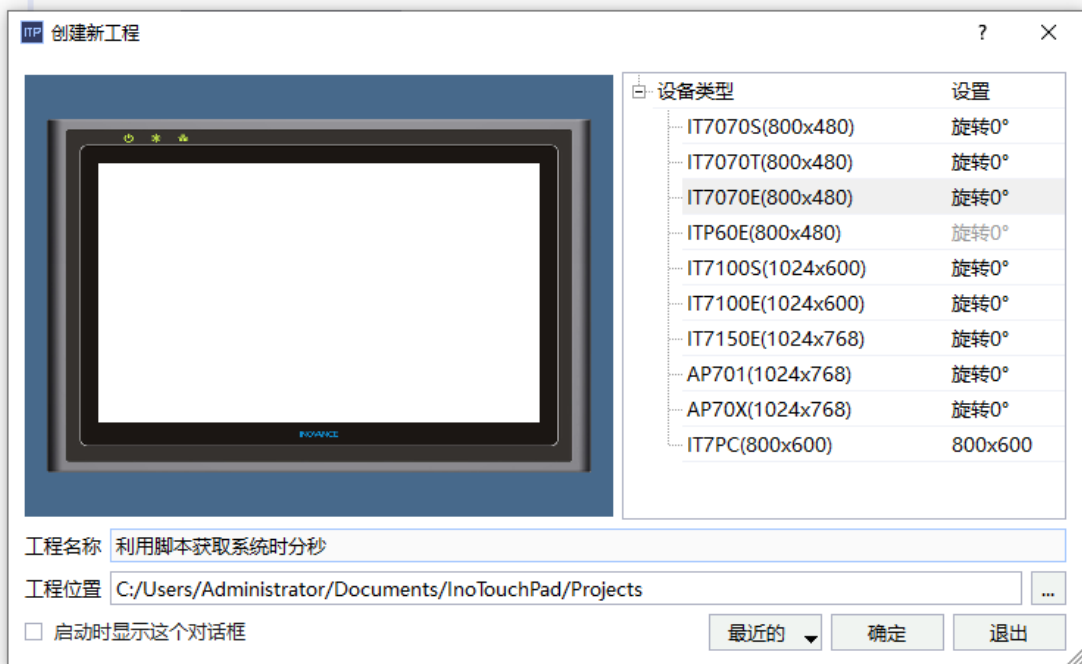 ITP 创建新工程 ?
INOVANCE
设备类型 设置
IT7070S(800x480) 旋转0°
IT7070T(800x480) 旋转0°
IT7070E(800x480) 旋转0°
ITP60E(800x480) 旋转0°
IT7100S(1024x600) 旋转0°
IT7100E(1024x600) 旋转0°
IT7150E(1024x768) 旋转0°
AP701(1024x768) 旋转0°
AP70X(1024x768) 旋转0°
IT7PC(800x600) 800x600
工程名称 利用脚本获取系统时分秒
工程位置 C:/Users/Administrator/Documents/InoTouchPad/Projects ...
启动时显示这个对话框 最近的 确定 退出